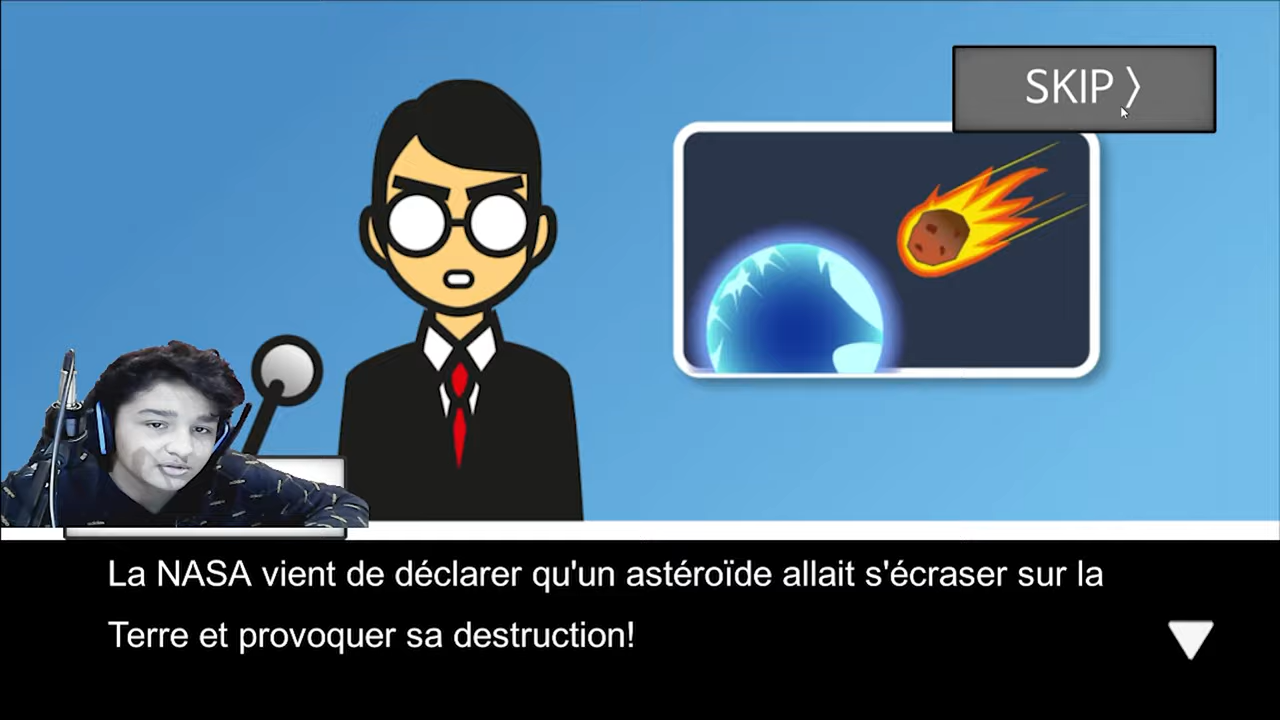 SKIP 〉
La NASA vient de déclarer qu'un astéroïde allait s'écraser sur la
Terre et provoquer sa destruction!